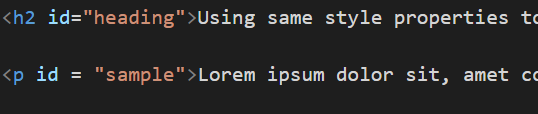 <h2 id="heading">Using same style properties to
<p id = "sample">Lorem ipsum dolor sit, amet co